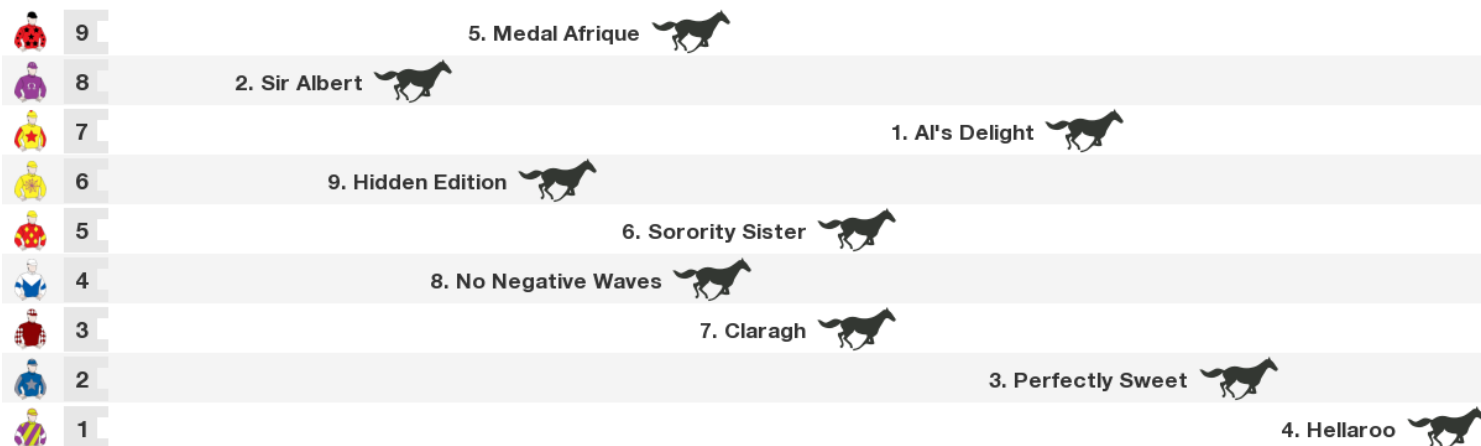 9 5. Medal Afrique
8 2. Sir Albert
7 1. Al's Delight
6 9. Hidden Edition
5 6. Sorority Sister
4 8. No Negative Waves
3 7. Claragh
2 3. Perfectly Sweet
1 4. Hellaroo